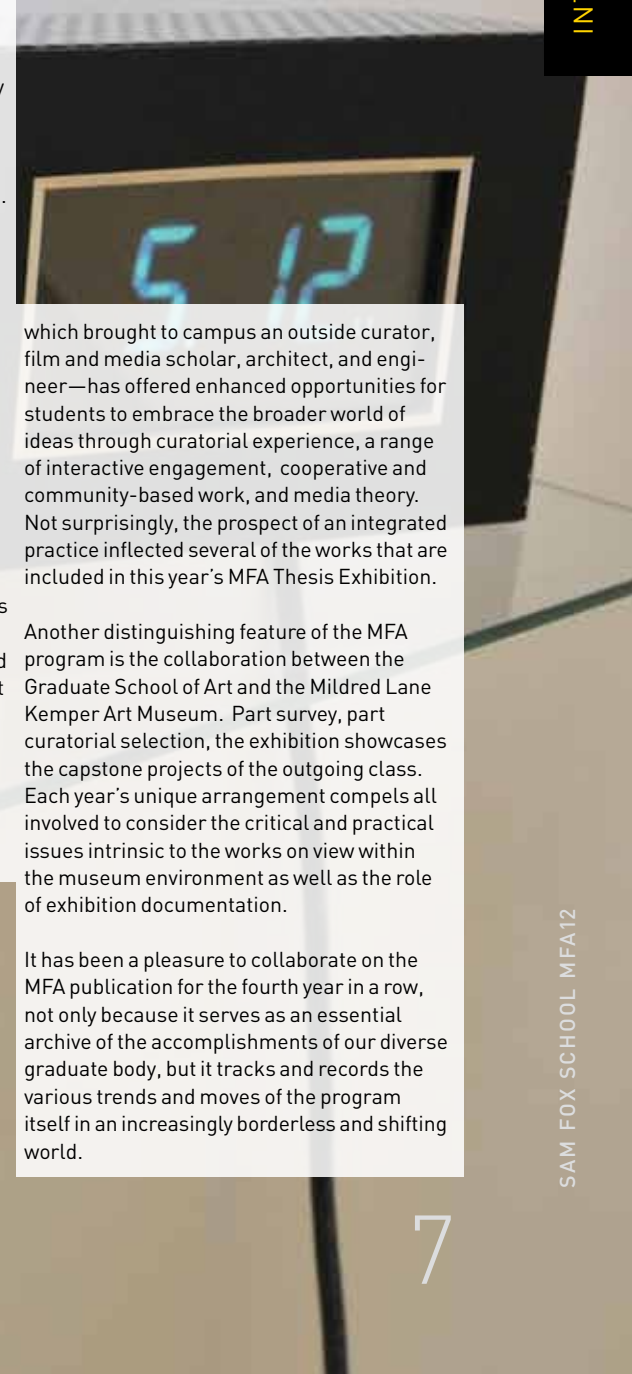 IN
5 12
which brought to campus an outside curator,
film and media scholar, architect, and engi-
neer—has offered enhanced opportunities for
students to embrace the broader world of
ideas through curatorial experience, a range
of interactive engagement,  cooperative and
community-based work, and media theory.
Not surprisingly, the prospect of an integrated
practice inflected several of the works that are
included in this year’s MFA Thesis Exhibition.

Another distinguishing feature of the MFA
program is the collaboration between the
Graduate School of Art and the Mildred Lane
Kemper Art Museum.  Part survey, part
curatorial selection, the exhibition showcases
the capstone projects of the outgoing class.
Each year’s unique arrangement compels all
involved to consider the critical and practical
issues intrinsic to the works on view within
the museum environment as well as the role
of exhibition documentation.

It has been a pleasure to collaborate on the
MFA publication for the fourth year in a row,
not only because it serves as an essential
archive of the accomplishments of our diverse
graduate body, but it tracks and records the
various trends and moves of the program
itself in an increasingly borderless and shifting
world.
SAM FOX SCHOOL MFA12
7